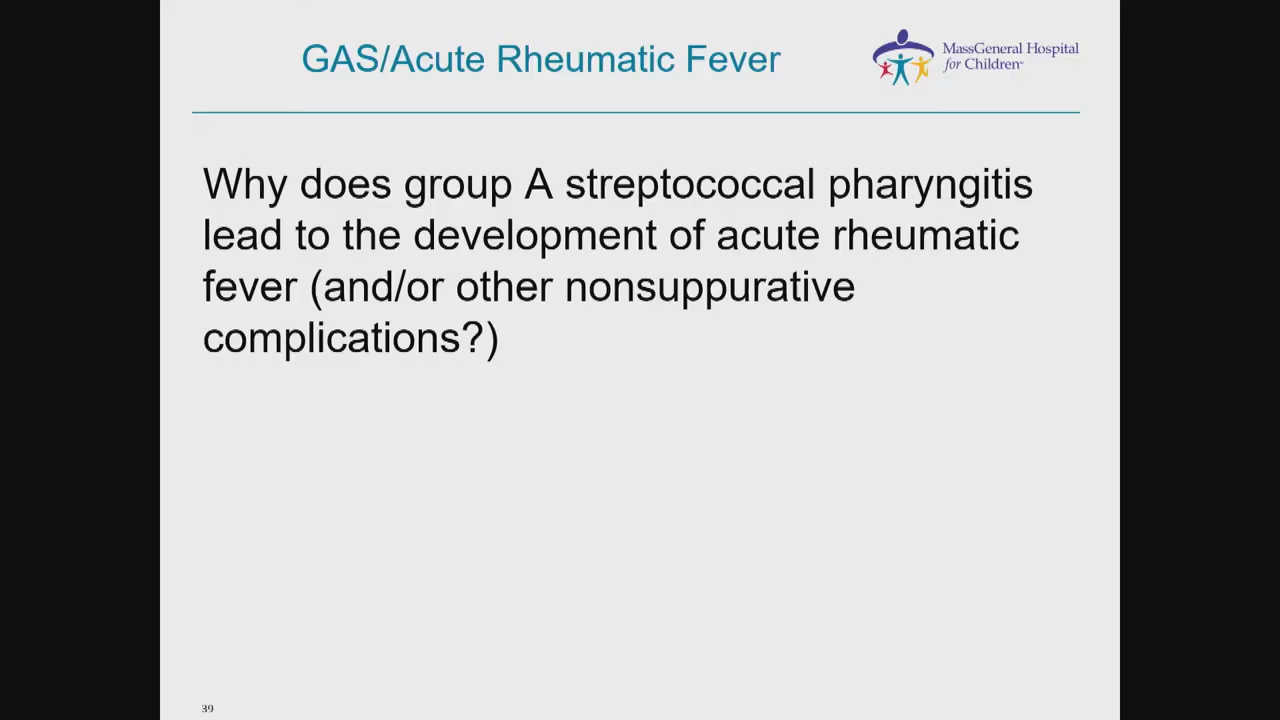 GAS/Acute Rheumatic Fever
MassGeneral Hospital
for Children
Why does group A streptococcal pharyngitis
lead to the development of acute rheumatic
fever (and/or other nonsuppurative
complications?)
39